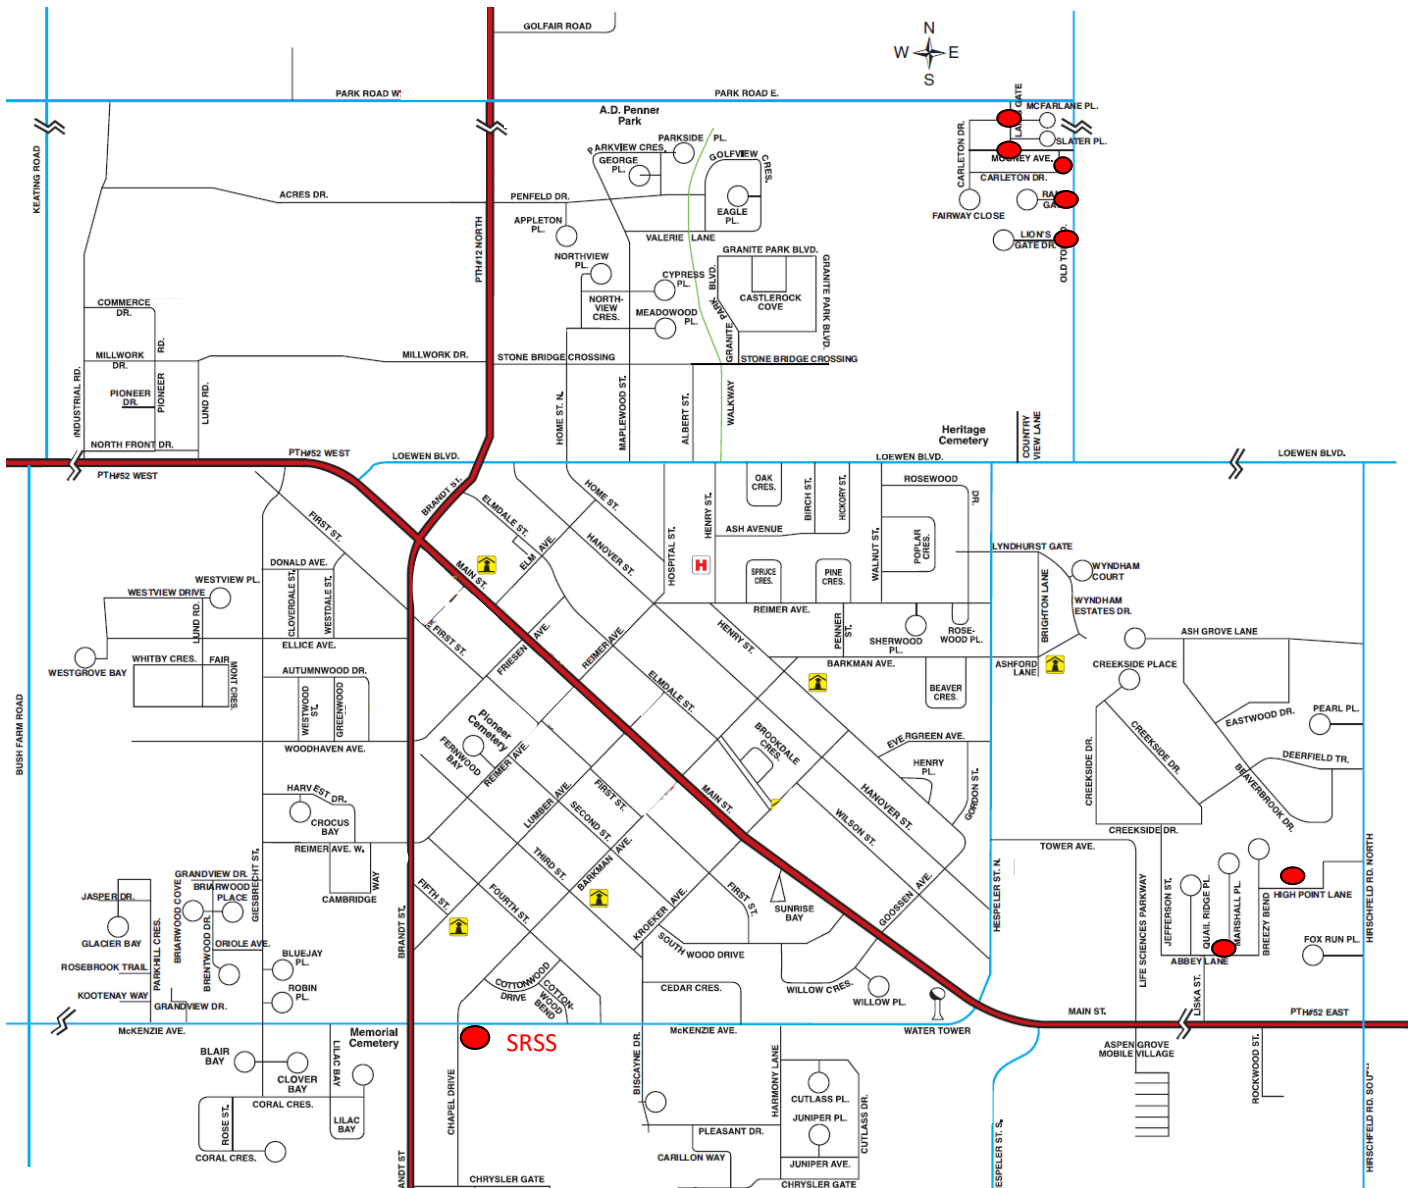 GOLFAIR ROAD
N
W E
S
PARK ROAD W.
PARK ROAD E.
A.D. Penner
Park
MCFARLANE PL.
SLATER PL.
CARLETON DR.
MOONEY AVE.
CARLETON DR.
FAIRWAY CLOSE
LION'S
GATE DR.
KEATING ROAD
PARKSIDE PL.
PARKVIEW CRES.
GEORGE
PL.
GOLFVIEW CRES.
EAGLE
PL.
ACRES DR.
PENFELD DR.
APPLETON
PL.
VALERIE LANE
PTH#12 NORTH
NORTHVIEW
PL.
CYPRESS
PL.
NORTH-
VIEW
CRES.
MEADOWOOD
PL.
GRANITE PARK BLVD.
GRANITE PARK BLVD.
GRANITE PARK BLVD.
CASTLEROCK
COVE
COMMERCE
DR.
MILLWORK
DR.
PIONEER RD.
PIONEER
DR.
LUND RD.
INDUSTRIAL RD.
NORTH FRONT DR.
MILLWORK DR.
STONE BRIDGE CROSSING
STONE BRIDGE CROSSING
HOME ST. N.
MAPLEWOOD ST.
ALBERT ST.
WALKWAY
Heritage
Cemetery
COUNTRY
VIEW LANE
PTH#52 WEST
PTH#52 WEST
LOEWEN BLVD.
LOEWEN BLVD.
LOEWEN BLVD.
BRANDT ST.
ELMDALE ST.
HOME ST.
HANOVER ST.
ELM AVE.
FIRST ST.
MAIN ST.
HOSPITAL ST.
HENRY ST.
OAK
CRES.
BIRCH ST.
HICKORY ST.
ASH AVENUE
ROSEWOOD DR.
POPLAR
CRES.
WALNUT ST.
LYNDHURST GATE
WYNDHAM
COURT
WYNDHAM
ESTATES DR.
BRIGHTON LANE
H
SPRUCE
CRES.
PINE
CRES.
REIMER AVE.
PENNER
ST.
SHERWOOD
PL.
ROSE-
WOOD PL.
BARKMAN AVE.
ASHFORD
LANE
BEAVER
CRES.
DONALD AVE.
WESTVIEW PL.
WESTVIEW DRIVE
LUND RD.
CLOVERDALE ST.
WESTDALE ST.
ELLICE AVE.
WESTGROVE BAY
WHITBY CRES.
FAIRMONT CRES.
AUTUMNWOOD DR.
WESTWOOD
ST.
GREENWOOD
WOODHAVEN AVE.
BUSH FARM ROAD
FIRST ST.
FRIESEN AVE.
REIMER AVE.
HENRY ST.
ELMDALE ST.
Pioneer
Cemetery
FERNWOOD
BAY
REIMER AVE.
BROOKDALE
CRES.
EVERGREEN AVE.
HENRY
PL.
GORDON ST.
ASH GROVE LANE
CREEKSIDE PLACE
CREEKSIDE DR.
CREEKSIDE DR.
CREEKSIDE DR.
EASTWOOD DR.
PEARL PL.
DEERFIELD TR.
BEAVERBROOK DR.
HARVEST DR.
CROCUS
BAY
REIMER AVE. W.
CAMBRIDGE WAY
LUMBER AVE.
FIRST ST.
SECOND ST.
THIRD ST.
BARKMAN AVE.
FOURTH ST.
FIFTH ST.
MAIN ST.
HANOVER ST.
WILSON ST.
FIRST ST.
KROEKER AVE.
SOUTH WOOD DRIVE
SUNRISE
BAY
GOOSSEN AVE.
HESPELER ST. N.
TOWER AVE.
LIFE SCIENCES PARKWAY
JEFFERSON ST.
QUAIL RIDGE PL.
MARSHALL PL.
BREEZY BEND
HIGH POINT LANE
HIRSCHFELD RD. NORTH
ABBEY LANE
FOX RUN PL.
LISKA ST.
JASPER DR.
GLACIER BAY
ROSEBROOK TRAIL
KOOTENAY WAY
PARKHILL CRES.
GRANDVIEW DR.
BRIARWOOD
PLACE
BRIARWOOD COVE
BRENTWOOD DR.
ORIOLE AVE.
GIESBRECHT ST.
BLUEJAY
PL.
ROBIN
PL.
GRANDVIEW DR.
BRANDT ST.
COTTONWOOD
DRIVE
COTTON-
WOOD
BEND
CEDAR CRES.
WILLOW CRES.
WILLOW PL.
WATER TOWER
MAIN ST.
PTH#52 EAST
McKENZIE AVE.
McKENZIE AVE.
Memorial
Cemetery
SRSS
BLAIR
BAY
CLOVER
BAY
LILAC BAY
LILAC
BAY
CORAL CRES.
ROSE ST.
CORAL CRES.
CHAPEL DRIVE
BISCAYNE DR.
HARMONY LANE
CUTLASS PL.
JUNIPER PL.
CUTLASS DR.
PLEASANT DR.
CARILLON WAY
JUNIPER AVE.
CHRYSLER GATE
CHRYSLER GATE
ASPEN GROVE
MOBILE VILLAGE
ROCKWOOD ST.